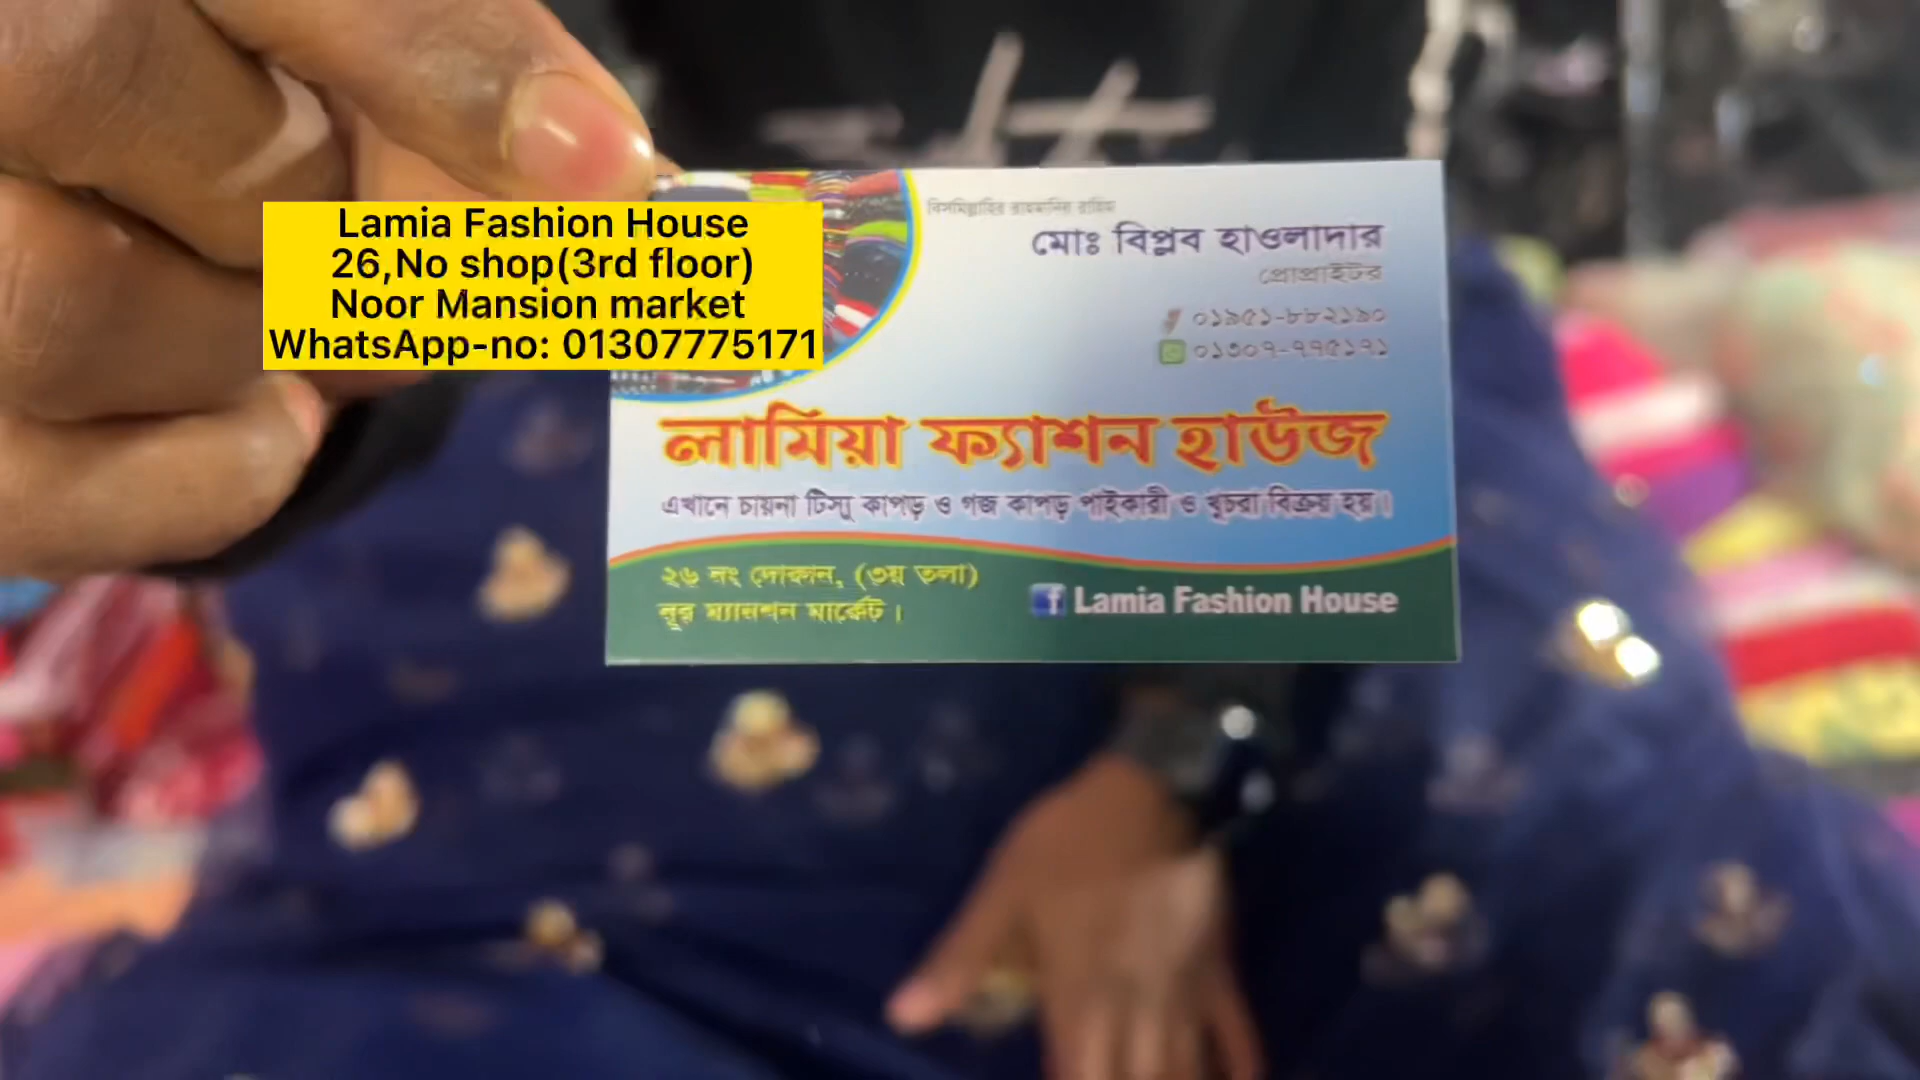 Lamia Fashion House
26,No shop(3rd floor)
Noor Mansion market
WhatsApp-no: 01307775171
বিসমিল্লাহির রাহমানির রাহিম
মোঃ বিপ্লব হাওলাদার
প্রোপ্রাইটর
০১৯৫১-৮৮২১৯০
০১৩০৭-৭৭৫১৭১
লামিয়া ফ্যাশন হাউজ
এখানে চায়না টিস্যু কাপড় ও গজ কাপড় পাইকারী ও খুচরা বিক্রয় হয়।
২৬ নং দোকান, (৩য় তলা)
নূর ম্যানশন মার্কেট।
Lamia Fashion House